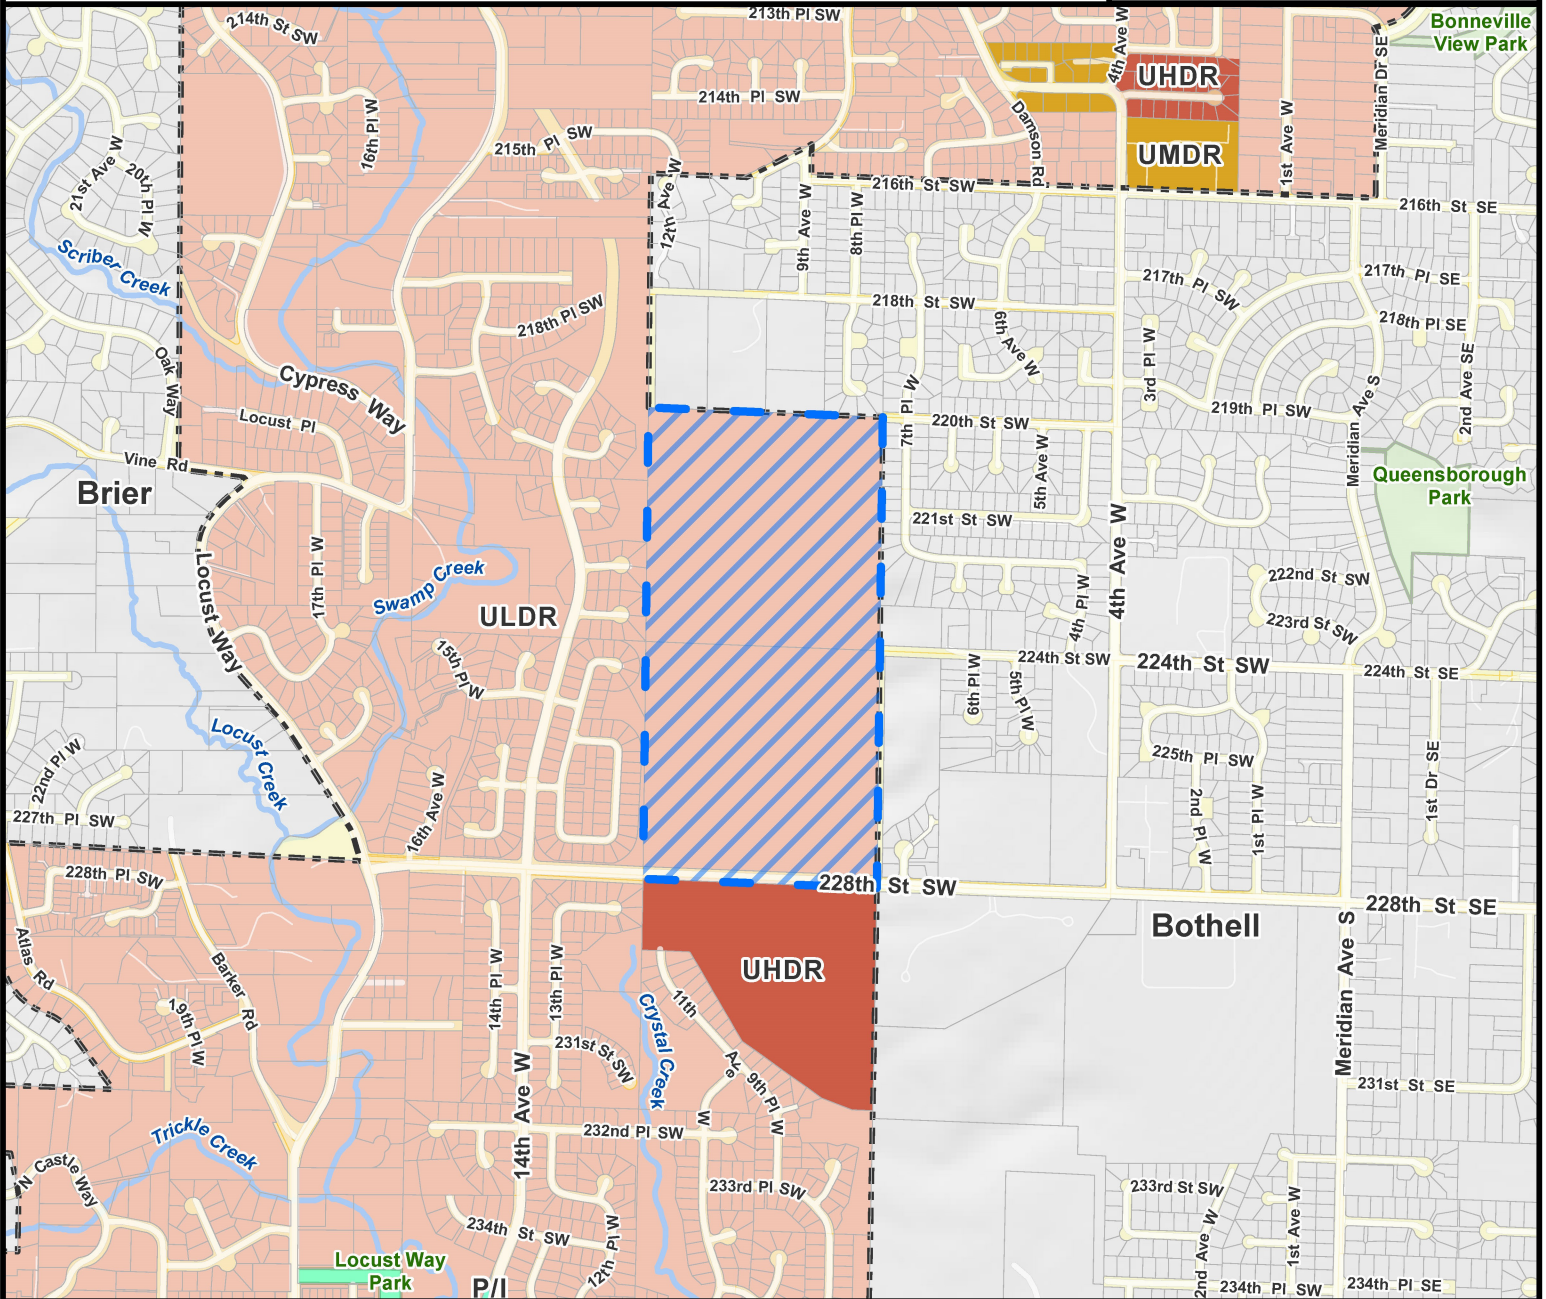 214th St SW
213th Pl SW
4th Ave W
Bonneville
View Park
Meridian Dr SE
UHDR
214th Pl SW
16th Pl W
215th Pl SW
Damson Rd
1st Ave W
21st Ave W
20th Pl W
UMDR
12th Ave W
216th St SW
216th St SE
9th Ave W
8th Pl W
Scriber Creek
217th Pl SW
217th Pl SE
218th St SW
218th Pl SW
6th Ave W
218th Pl SE
3rd Pl W
2nd Ave SE
Oak Way
Cypress Way
7th Pl W
219th Pl SW
Meridian Ave S
Locust Pl
220th St SW
5th Ave W
Vine Rd
Brier
Queensborough
Park
221st St SW
4th Ave W
Locust Way
17th Pl W
Swamp Creek
ULDR
222nd St SW
4th Pl W
223rd St SW
15th Pl W
224th St SW
224th St SW
224th St SE
6th Pl W
5th Pl W
Locust Creek
22nd Pl W
225th Pl SW
1st Dr SE
2nd Pl W
1st Pl W
16th Ave W
227th Pl SW
228th Pl SW
228th St SW
228th St SE
Bothell
Atlas Rd
Barker Rd
14th Pl W
13th Pl W
UHDR
11th Ave W
Crystal Creek
Meridian Ave S
19th Pl W
231st St SW
9th Pl W
231st St SE
14th Ave W
Trickle Creek
232nd Pl SW
N Castle Way
233rd Pl SW
233rd St SW
234th St SW
12th Pl W
2nd Ave W
1st Ave W
Locust Way
Park
P/I
234th Pl SW
234th Pl SE